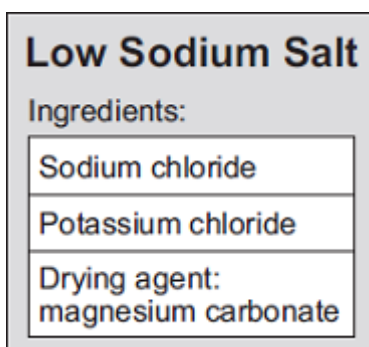 Low Sodium Salt
Ingredients:
Sodium chloride
Potassium chloride
Drying agent:
magnesium carbonate